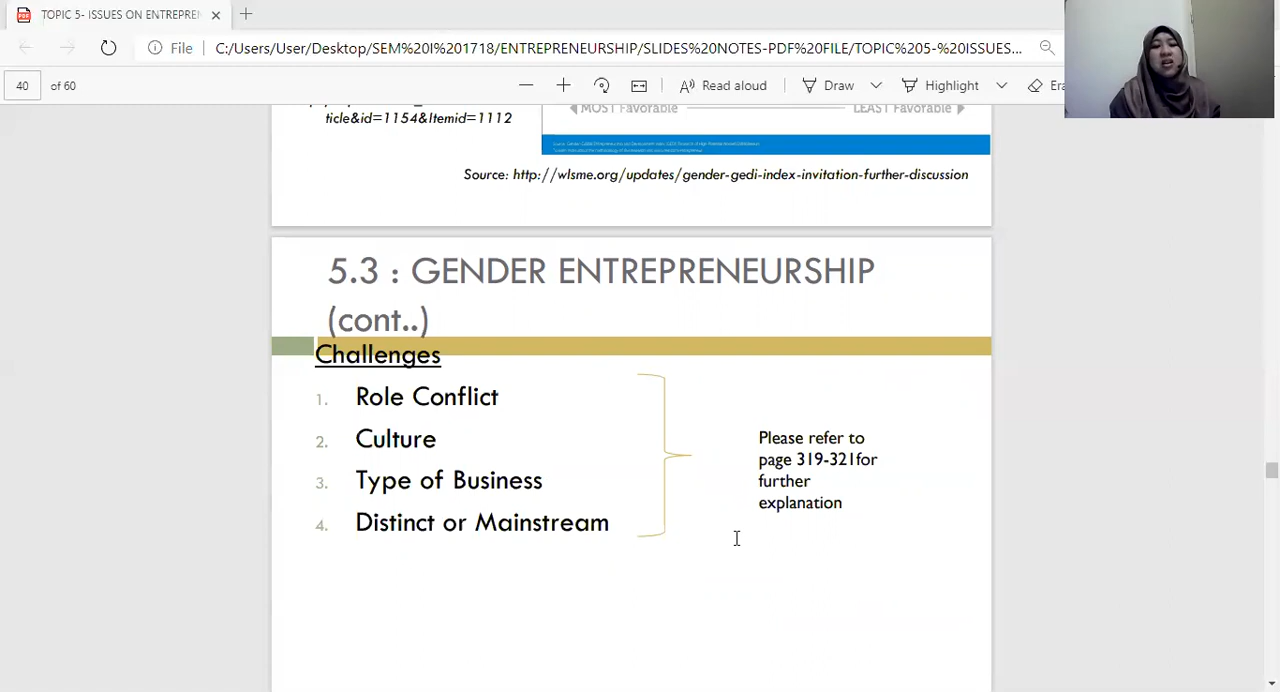 TOPIC 5- ISSUES ON ENTREPREN
File
C:/Users/User/Desktop/SEM%20I%201718/ENTREPRENEURSHIP/SLIDES%20NOTES-PDF%20FILE/TOPIC%205-%20ISSUES...
40 of 60
Read aloud
Draw
Highlight
Era
ticle&id=1154&Itemid=1112
MOST Favorable
LEAST Favorable
Source: http://wlsme.org/updates/gender-gedi-index-invitation-further-discussion
5.3 : GENDER ENTREPRENEURSHIP
(cont..)
Challenges
1. Role Conflict
2. Culture
3. Type of Business
4. Distinct or Mainstream
Please refer to
page 319-321for
further
explanation